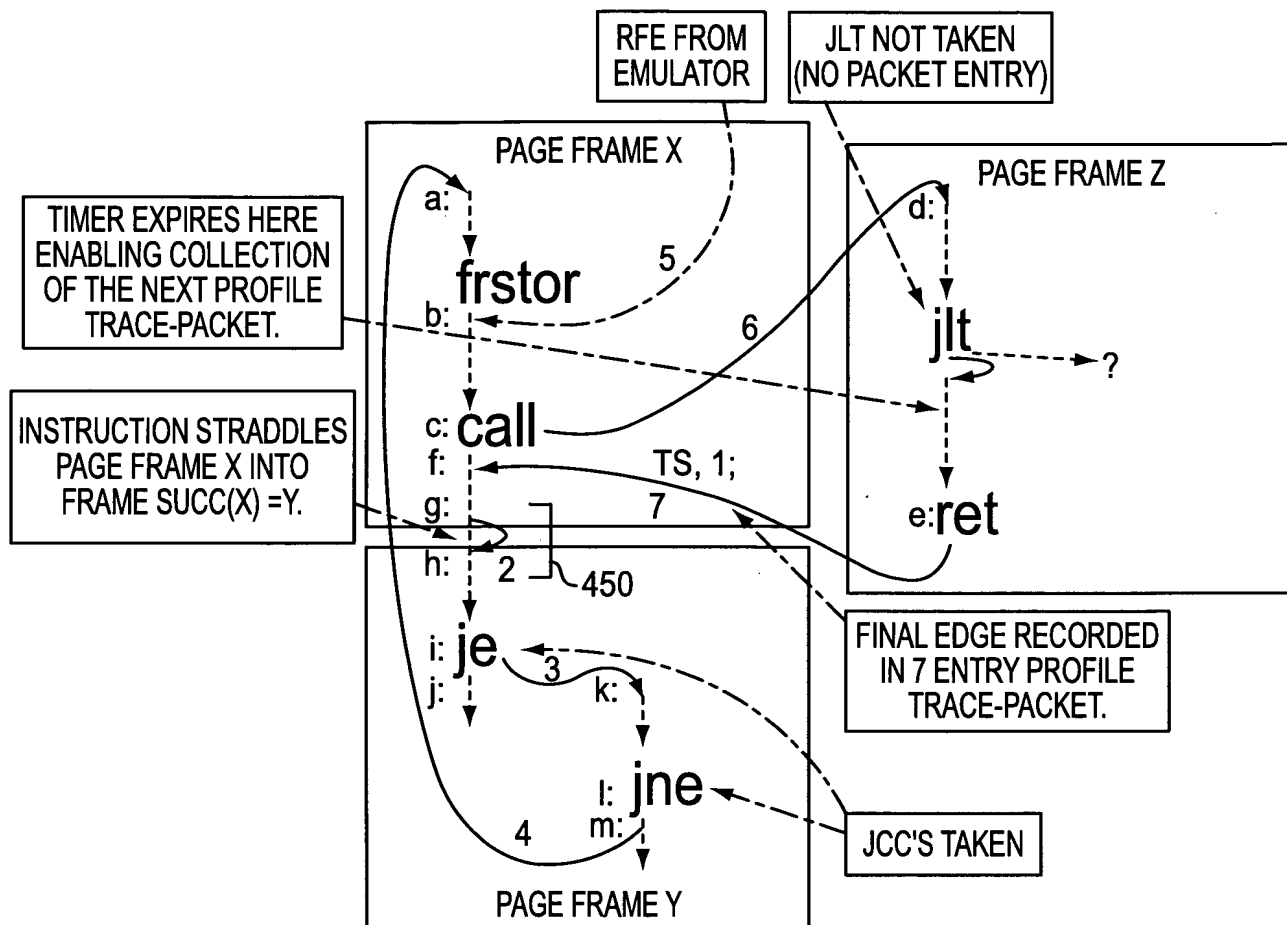 RFE FROM
EMULATOR
JLT NOT TAKEN
(NO PACKET ENTRY)
PAGE FRAME X
PAGE FRAME Z
TIMER EXPIRES HERE
ENABLING COLLECTION
OF THE NEXT PROFILE
TRACE-PACKET.
a:
frstor
5
b:
6
d:
jlt
?
INSTRUCTION STRADDLES
PAGE FRAME X INTO
FRAME SUCC(X) =Y.
c: call
f:
TS, 1;
g:
7
e: ret
h:
2
450
i: je
3
j:
k:
FINAL EDGE RECORDED
IN 7 ENTRY PROFILE
TRACE-PACKET.
l: jne
m:
4
JCC'S TAKEN
PAGE FRAME Y